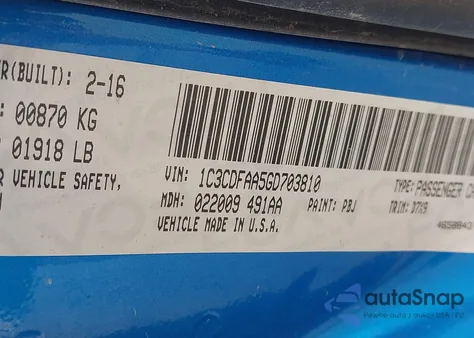 R(BUILT): 2-16
: 00870 KG
01918 LB
R VEHICLE SAFETY,
VIN: 1C3CDFAA5GD703810
TYPE: PASSENGER
MDH: 022009 491AA
PAINT: PBJ
TRIM: D7X9
VEHICLE MADE IN U.S.A.
autoSnap